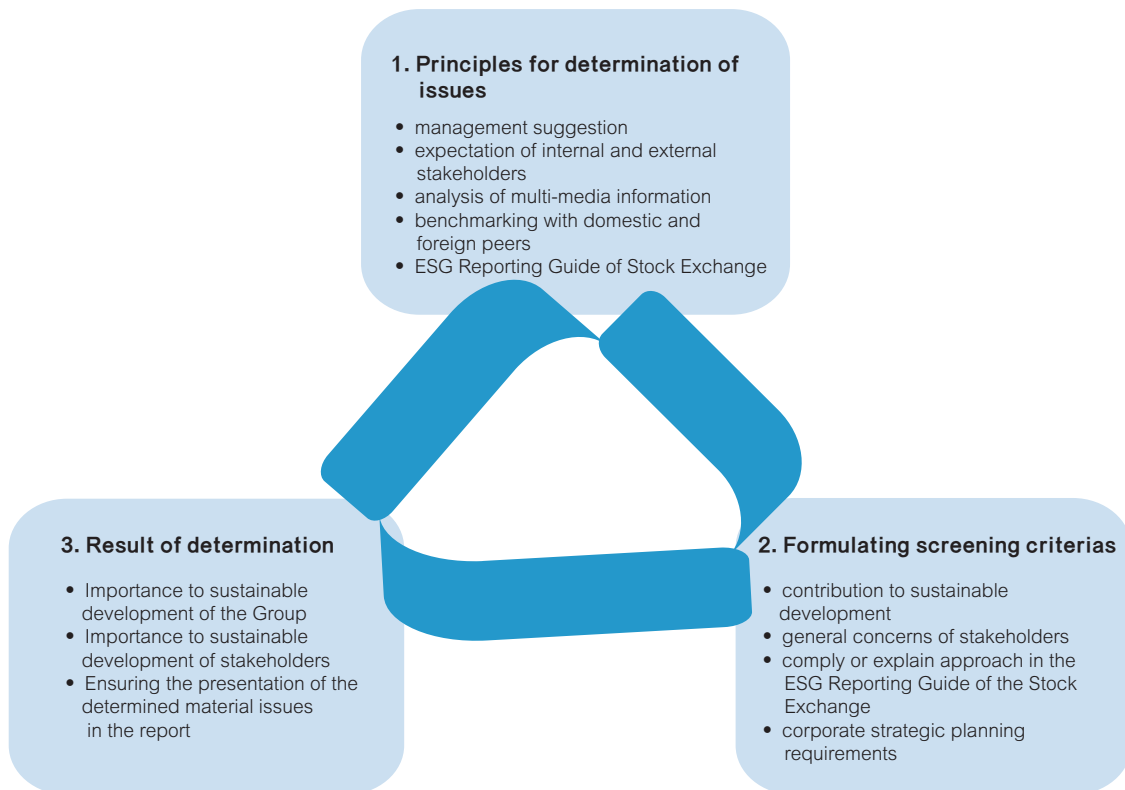 1. Principles for determination of
issues
• management suggestion
• expectation of internal and external
stakeholders
• analysis of multi-media information
• benchmarking with domestic and
foreign peers
• ESG Reporting Guide of Stock Exchange
3. Result of determination
• Importance to sustainable
development of the Group
• Importance to sustainable
development of stakeholders
• Ensuring the presentation of the
determined material issues
in the report
2. Formulating screening criterias
• contribution to sustainable
development
• general concerns of stakeholders
• comply or explain approach in the
ESG Reporting Guide of the Stock
Exchange
• corporate strategic planning
requirements